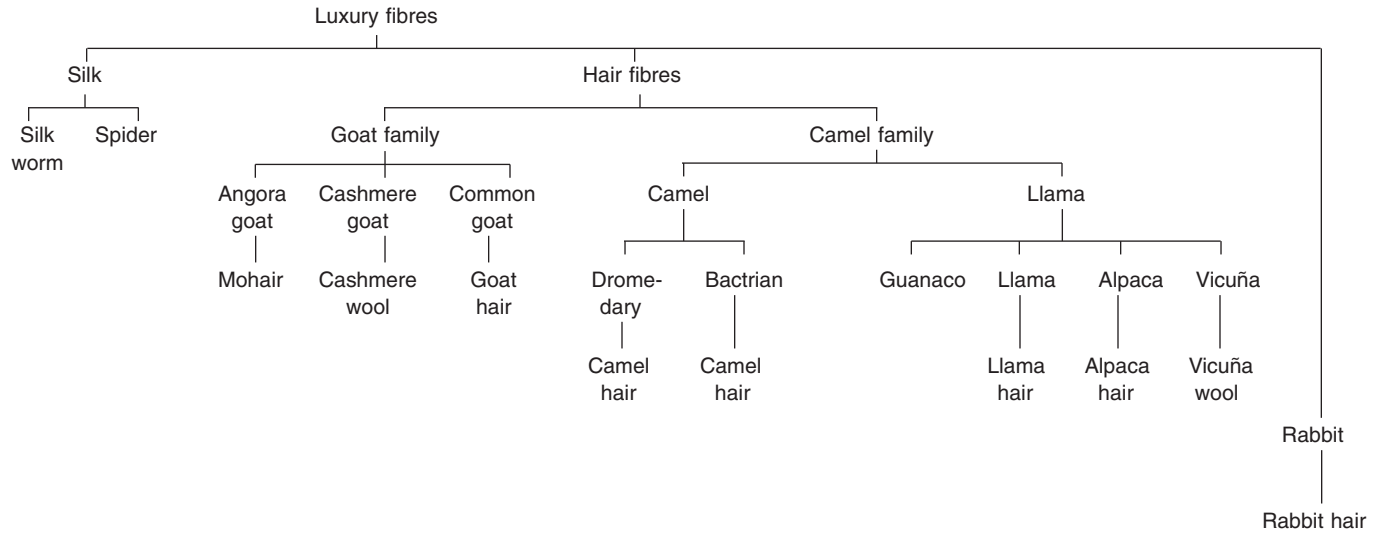 Luxury fibres
Silk
Hair fibres
Silk
worm
Spider
Goat family
Camel family
Angora
goat
Cashmere
goat
Common
goat
Camel
Llama
Mohair
Cashmere
wool
Goat
hair
Drome-
dary
Bactrian
Guanaco
Llama
Alpaca
Vicuña
Camel
hair
Camel
hair
Llama
hair
Alpaca
hair
Vicuña
wool
Rabbit
Rabbit hair